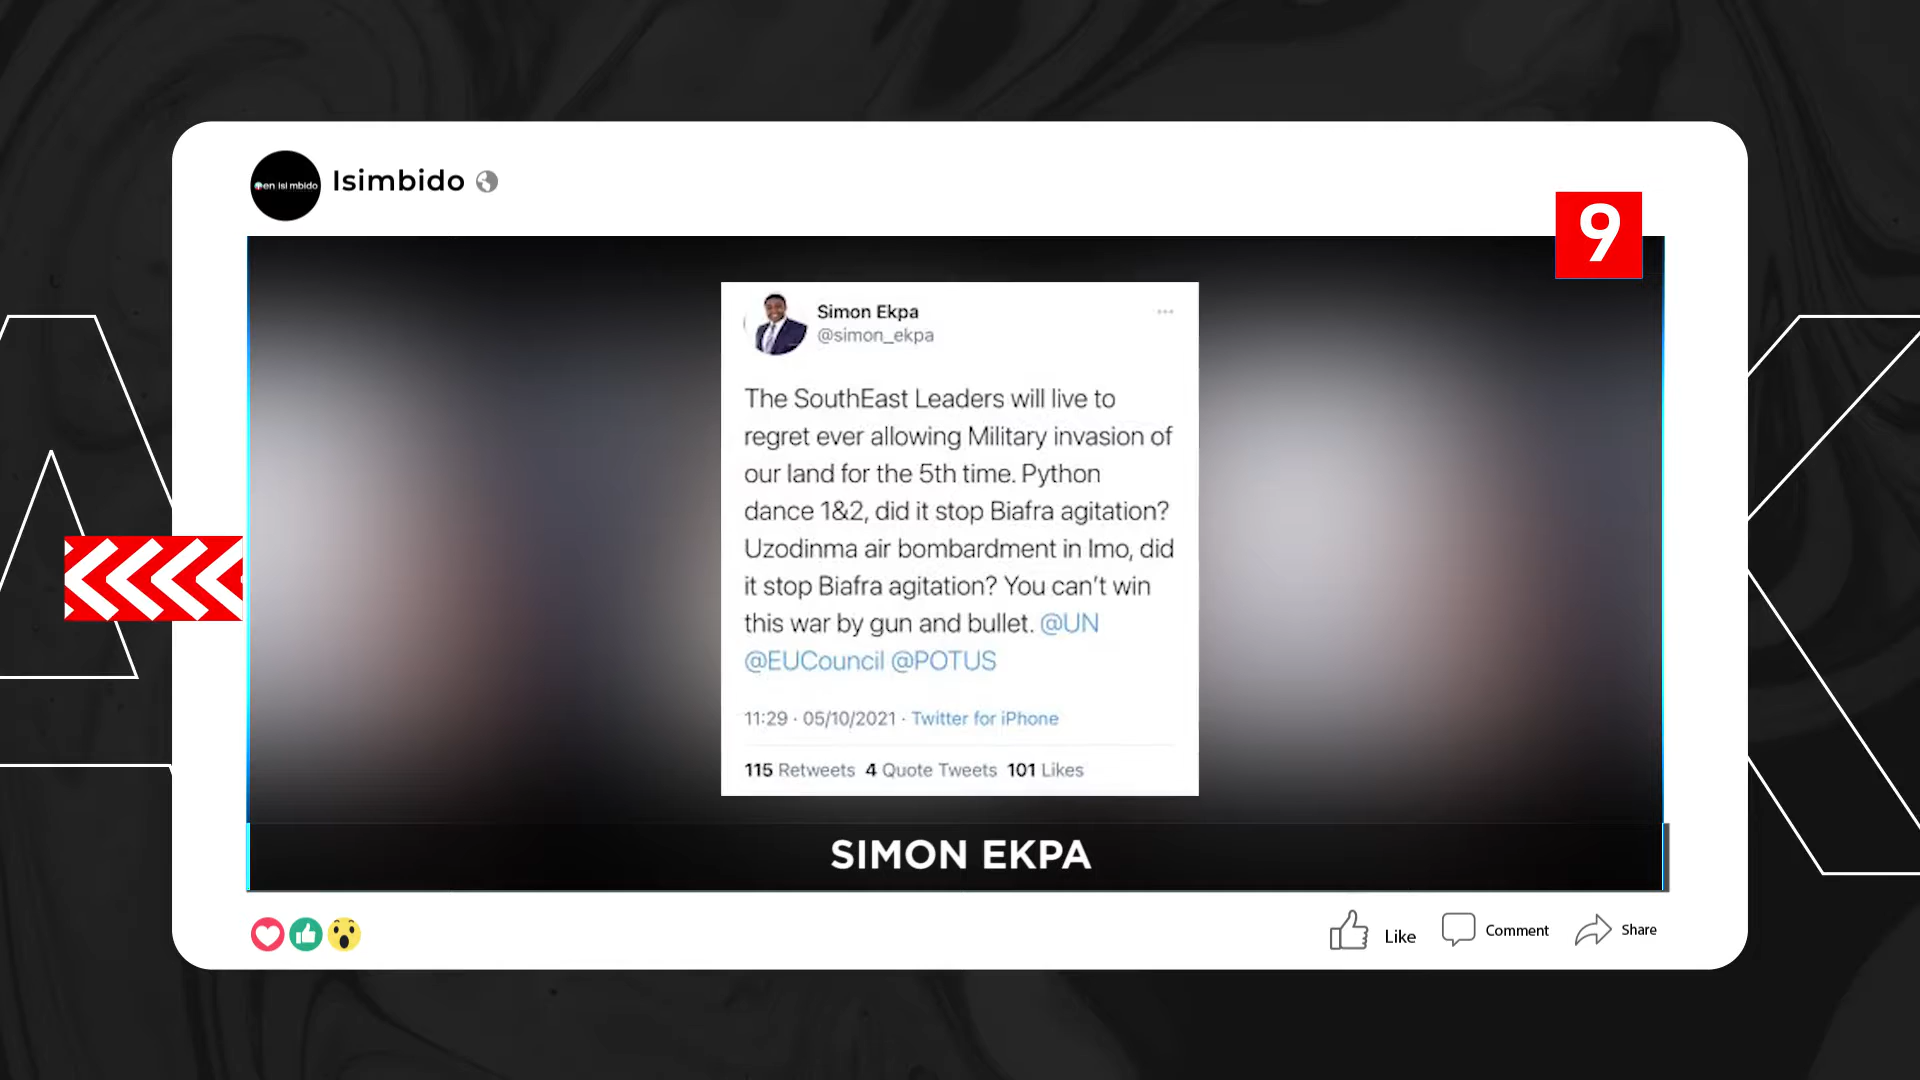 en isi mbido
Isimbido
9
Simon Ekpa
@simon_ekpa
The SouthEast Leaders will live to
regret ever allowing Military invasion of
our land for the 5th time. Python
dance 1&2, did it stop Biafra agitation?
Uzodinma air bombardment in Imo, did
it stop Biafra agitation? You can't win
this war by gun and bullet. @UN
@EUCouncil @POTUS
11:29 · 05/10/2021 · Twitter for iPhone
115 Retweets 4 Quote Tweets 101 Likes
SIMON EKPA
Like Comment Share